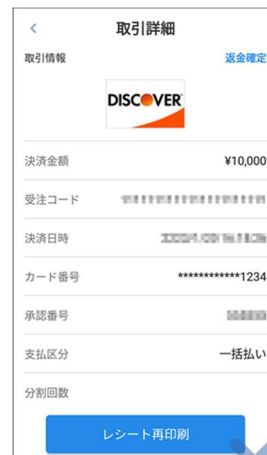 取引詳細
取引情報 返金確定
DISCOVER
決済金額 ¥10,000
受注コード
決済日時
カード番号 ************1234
承認番号
支払区分 一括払い
分割回数
レシート再印刷